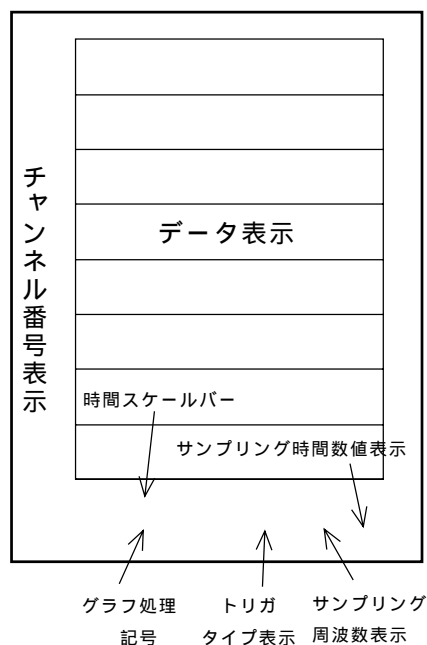 チャンネル番号表示
データ表示
時間スケールバー
サンプリング時間数値表示
グラフ処理
記号
トリガ
タイプ表示
サンプリング
周波数表示